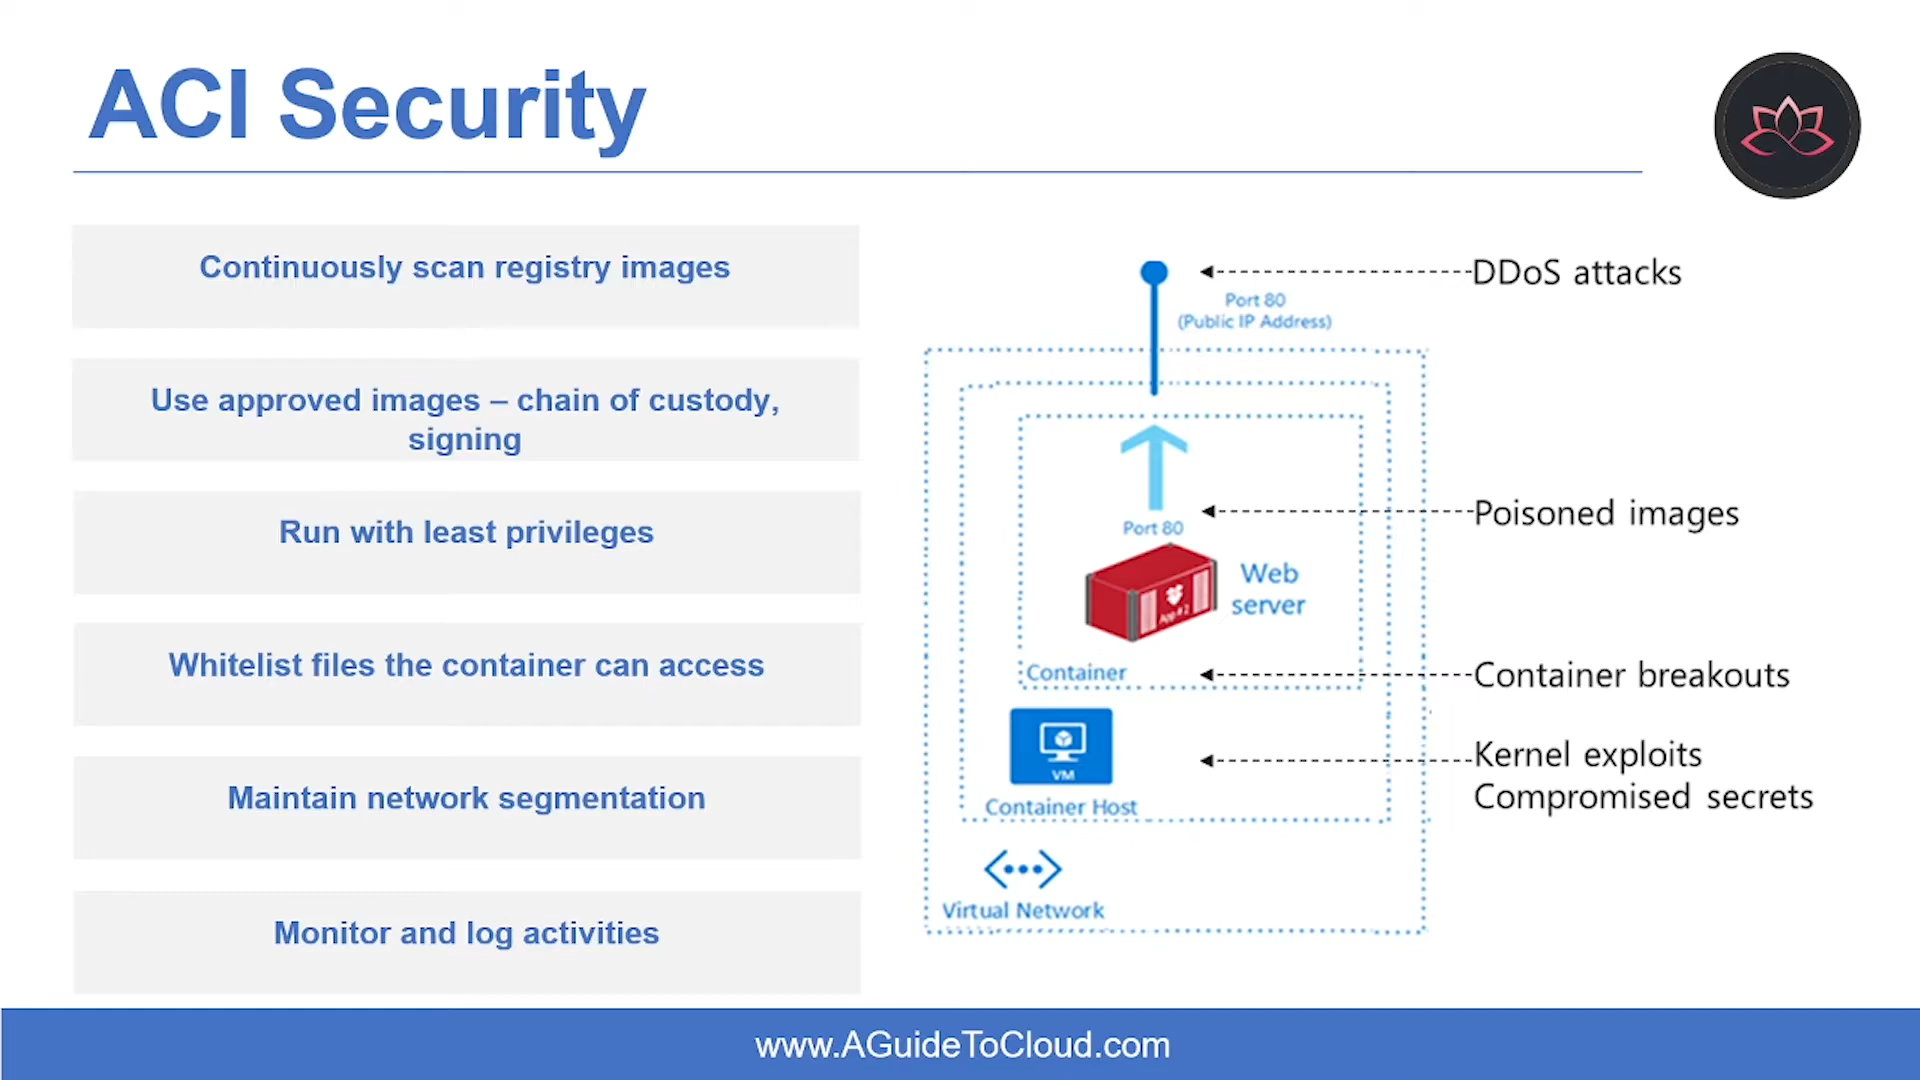 ACI Security
Continuously scan registry images
Use approved images – chain of custody,
signing
Run with least privileges
Whitelist files the container can access
Maintain network segmentation
Monitor and log activities
DDoS attacks
Port 80
(Public IP Address)
Poisoned images
Port 80
Web
server
App # 2
Container
Container breakouts
VM
Container Host
Kernel exploits
Compromised secrets
Virtual Network
www.AGuideToCloud.com